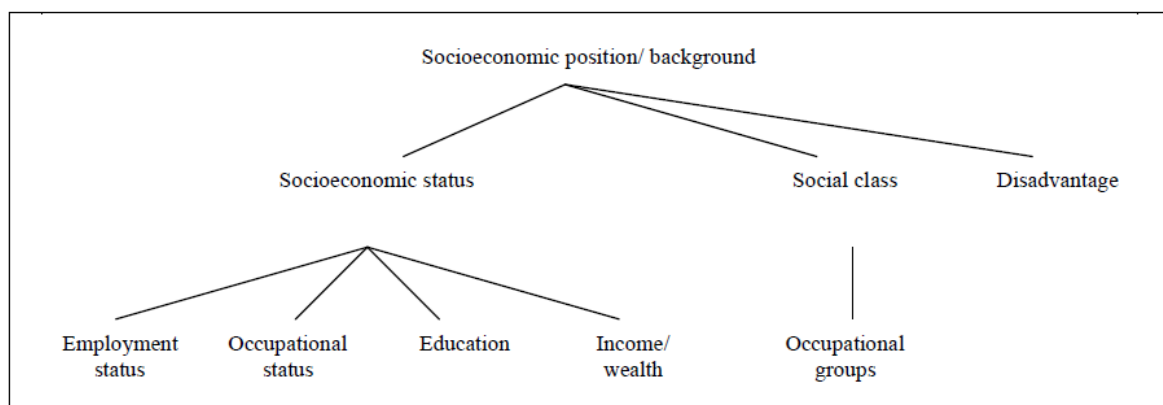 Socioeconomic position/ background
Socioeconomic status
Social class
Disadvantage
Employment
status
Occupational
status
Education
Income/
wealth
Occupational
groups